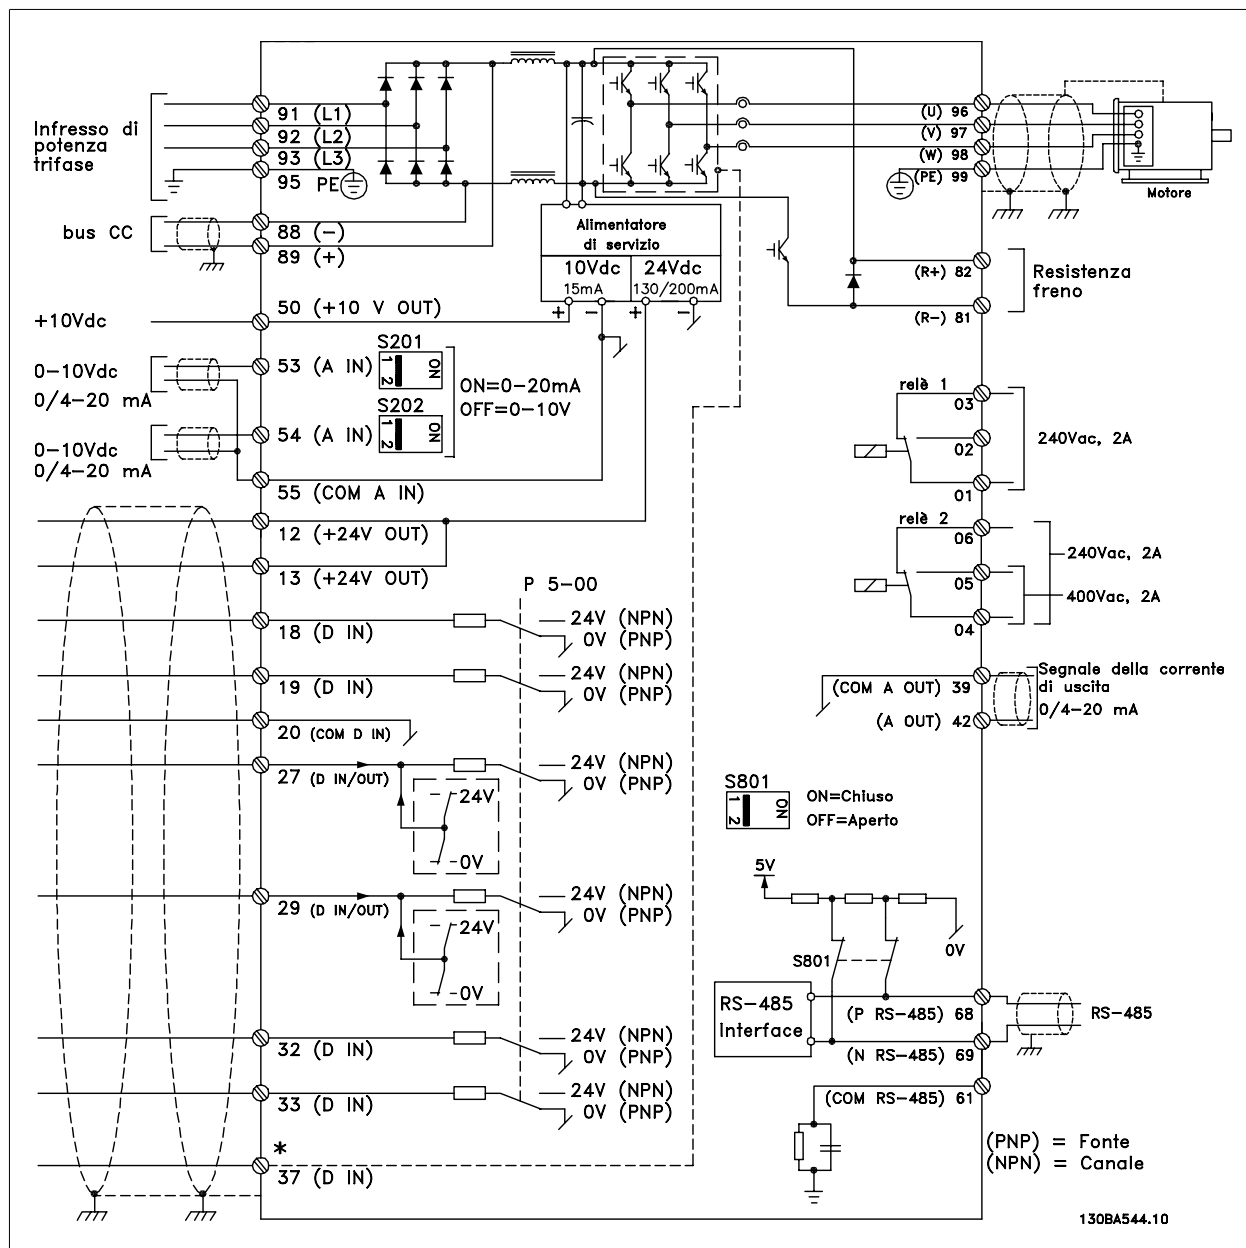 Infresso di
potenza
trifase
91 (L1)
92 (L2)
93 (L3)
95 PE
bus CC
88 (−)
89 (+)
Alimentatore
di servizio
10Vdc
15mA
24Vdc
130/200mA
+ − + −
(U) 96
(V) 97
(W) 98
(PE) 99
Motore
(R+) 82
(R−) 81
Resistenza
freno
+10Vdc
50 (+10 V OUT)
S201
1 2 ON
53 (A IN)
0−10Vdc
0/4−20 mA
ON=0−20mA
OFF=0−10V
S202
1 2 ON
54 (A IN)
0−10Vdc
0/4−20 mA
55 (COM A IN)
12 (+24V OUT)
13 (+24V OUT)
relè 1
03
02
01
240Vac, 2A
relè 2
06
05
04
240Vac, 2A
400Vac, 2A
P 5-00
18 (D IN)
24V (NPN)
0V (PNP)
19 (D IN)
24V (NPN)
0V (PNP)
20 (COM D IN)
27 (D IN/OUT)
24V (NPN)
0V (PNP)
24V
0V
29 (D IN/OUT)
24V (NPN)
0V (PNP)
24V
0V
32 (D IN)
24V (NPN)
0V (PNP)
33 (D IN)
24V (NPN)
0V (PNP)
*
37 (D IN)
(COM A OUT) 39
(A OUT) 42
Segnale della corrente
di uscita
0/4−20 mA
S801
1 2 ON
ON=Chiuso
OFF=Aperto
5V
0V
S801
RS−485
Interface
(P RS−485) 68
(N RS−485) 69
RS−485
(COM RS−485) 61
(PNP) = Fonte
(NPN) = Canale
130BA544.10